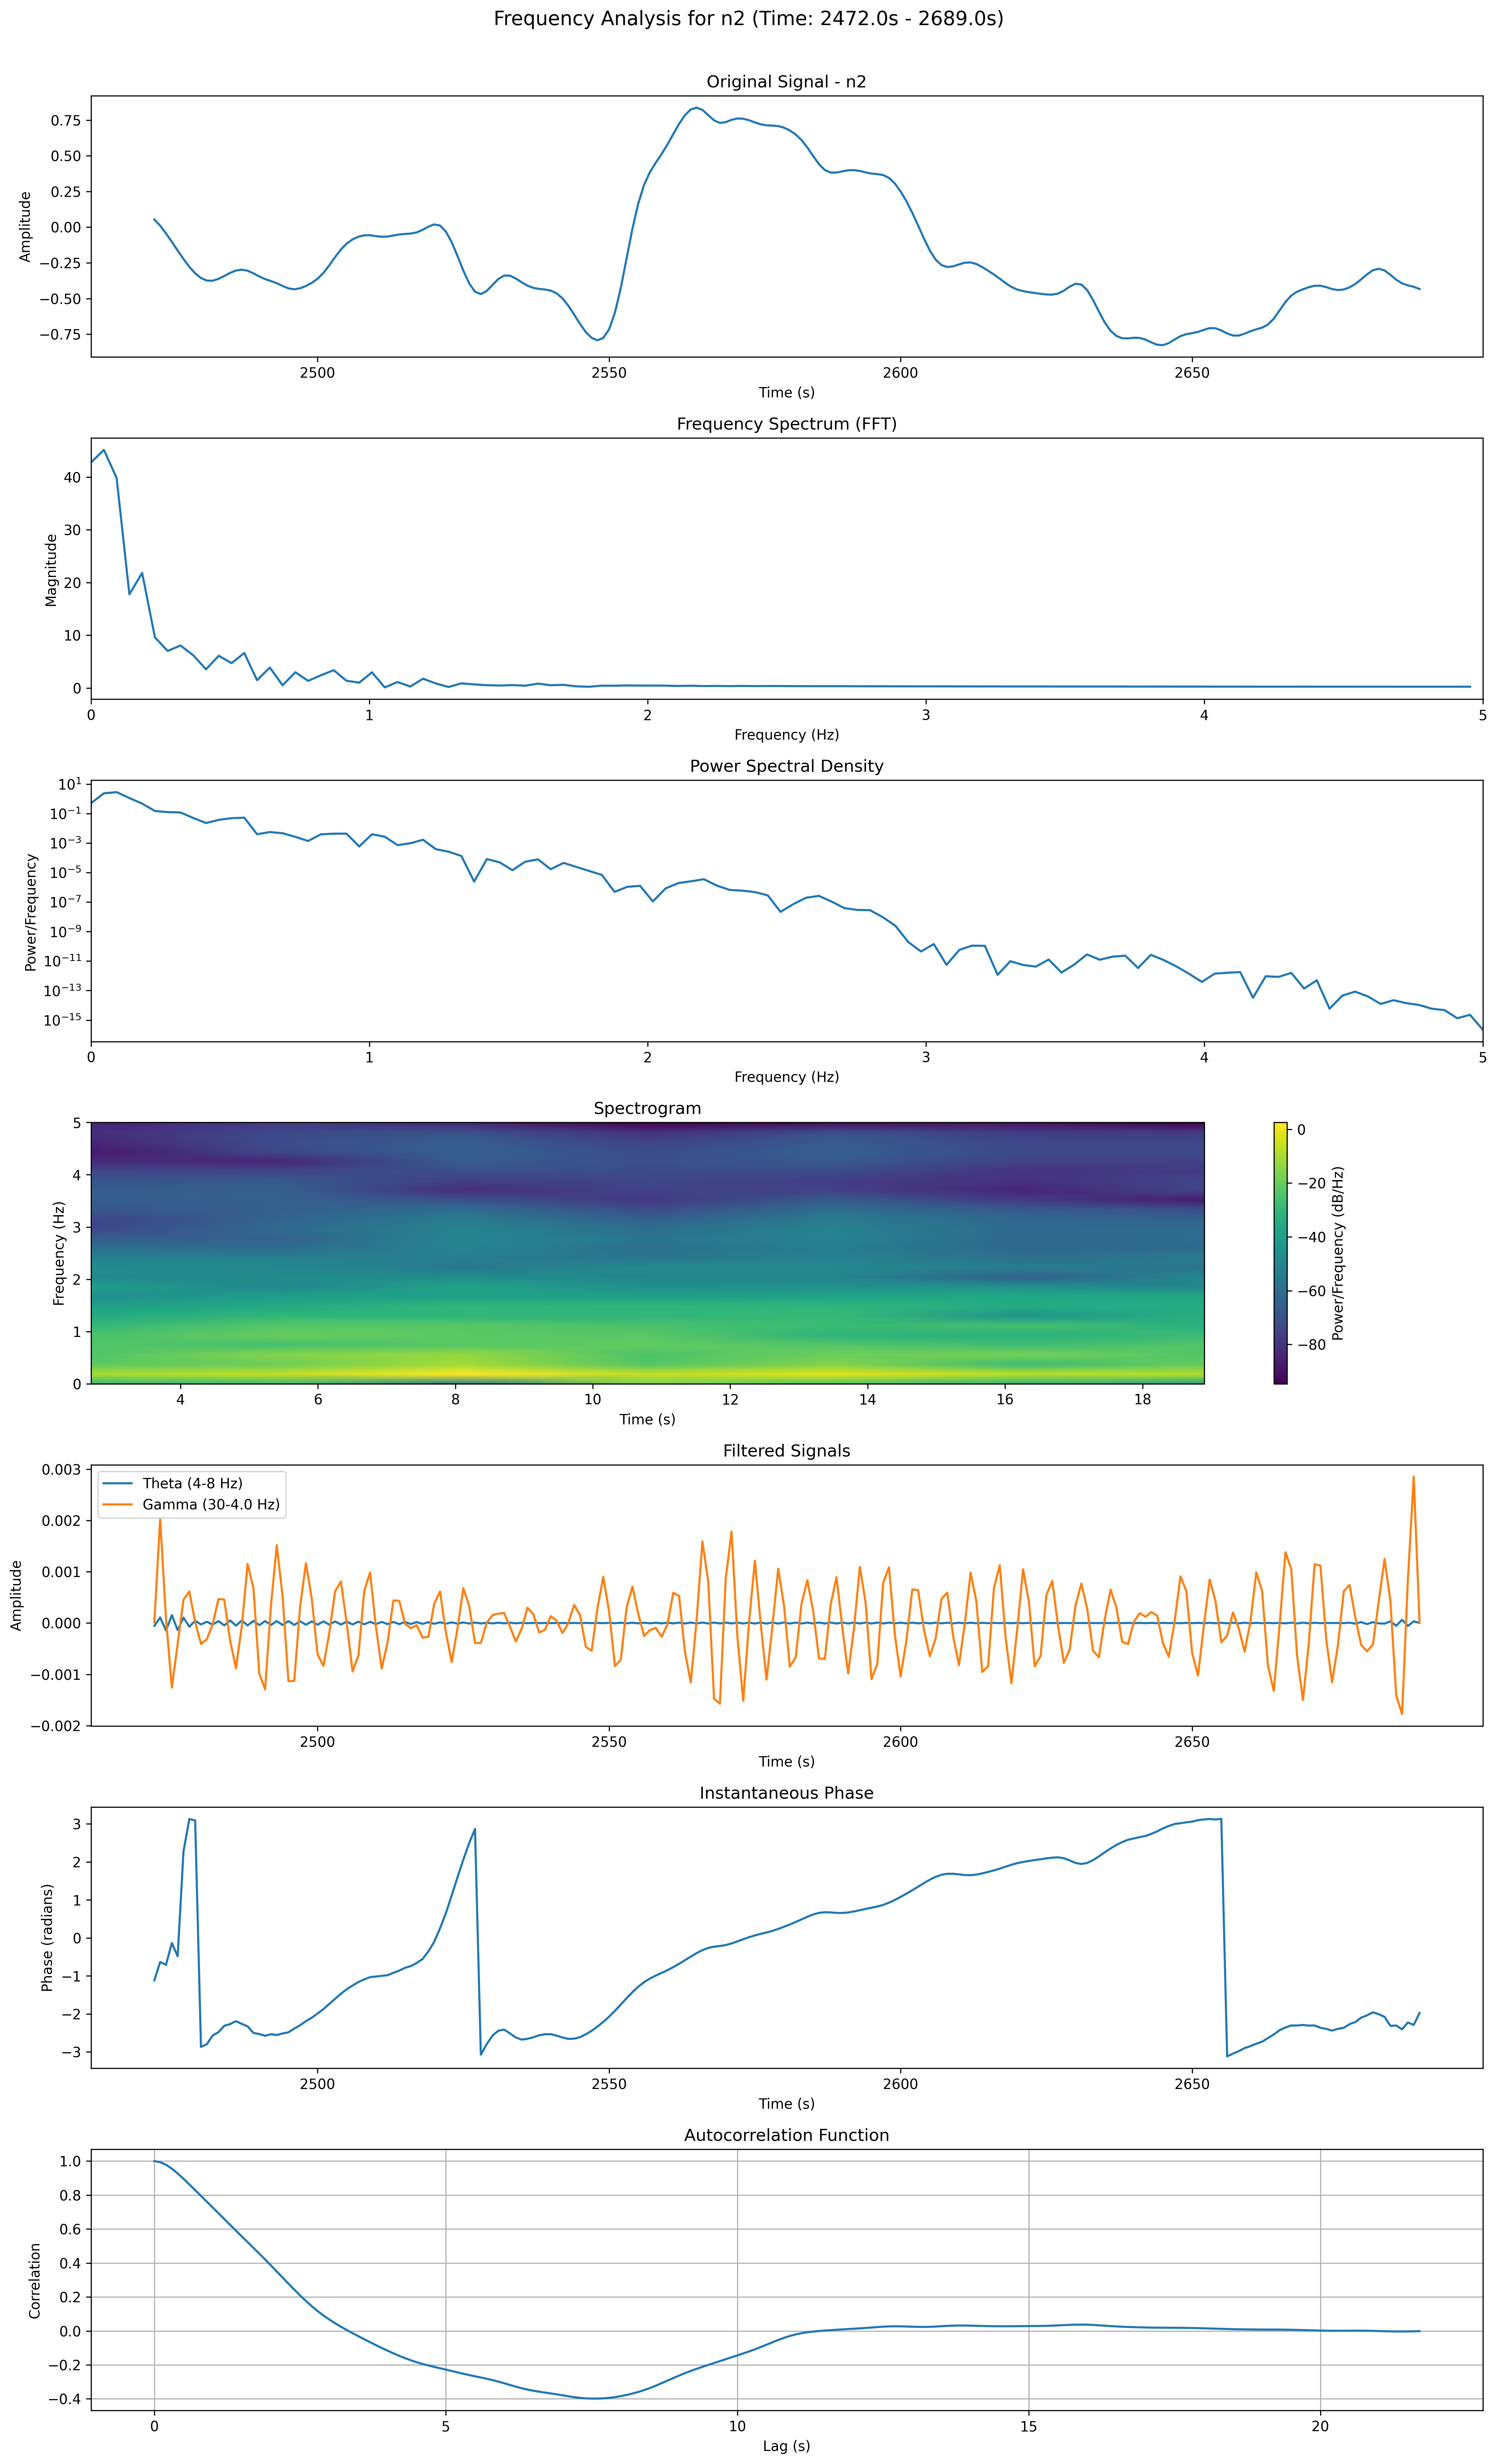 Frequency Analysis for n2 (Time: 2472.0s - 2689.0s)
Original Signal - n2
Amplitude
0.75
0.50
0.25
0.00
−0.25
−0.50
−0.75
2500 2550 2600 2650
Time (s)
Frequency Spectrum (FFT)
Magnitude
40
30
20
10
0
0 1 2 3 4 5
Frequency (Hz)
Power Spectral Density
Power/Frequency
10^1
10^−1
10^−3
10^−5
10^−7
10^−9
10^−11
10^−13
10^−15
0 1 2 3 4 5
Frequency (Hz)
Spectrogram
Frequency (Hz)
5
4
3
2
1
0
4 6 8 10 12 14 16 18
Time (s)
0
−20
−40
−60
−80
Power/Frequency (dB/Hz)
Filtered Signals
Amplitude
0.003
0.002
0.001
0.000
−0.001
−0.002
Theta (4-8 Hz)
Gamma (30-4.0 Hz)
2500 2550 2600 2650
Time (s)
Instantaneous Phase
Phase (radians)
3
2
1
0
−1
−2
−3
2500 2550 2600 2650
Time (s)
Autocorrelation Function
Correlation
1.0
0.8
0.6
0.4
0.2
0.0
−0.2
−0.4
0 5 10 15 20
Lag (s)